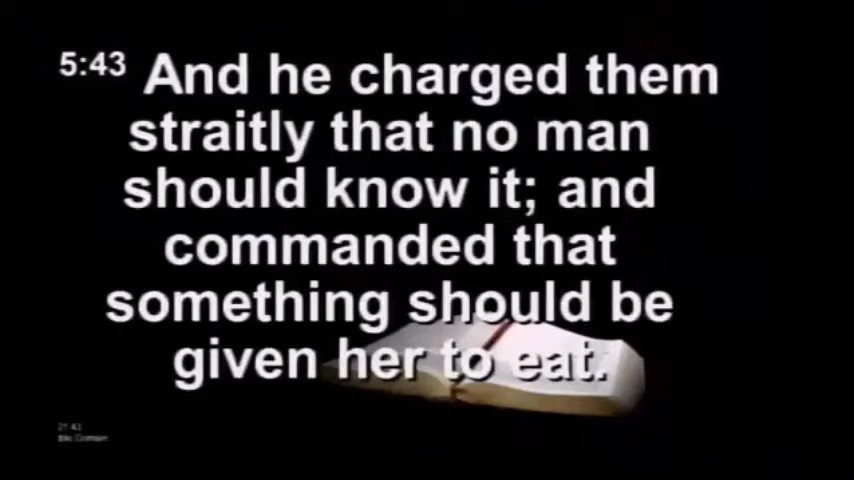 5:43 And he charged them
straitly that no man
should know it; and
commanded that
something should be
given her to eat.